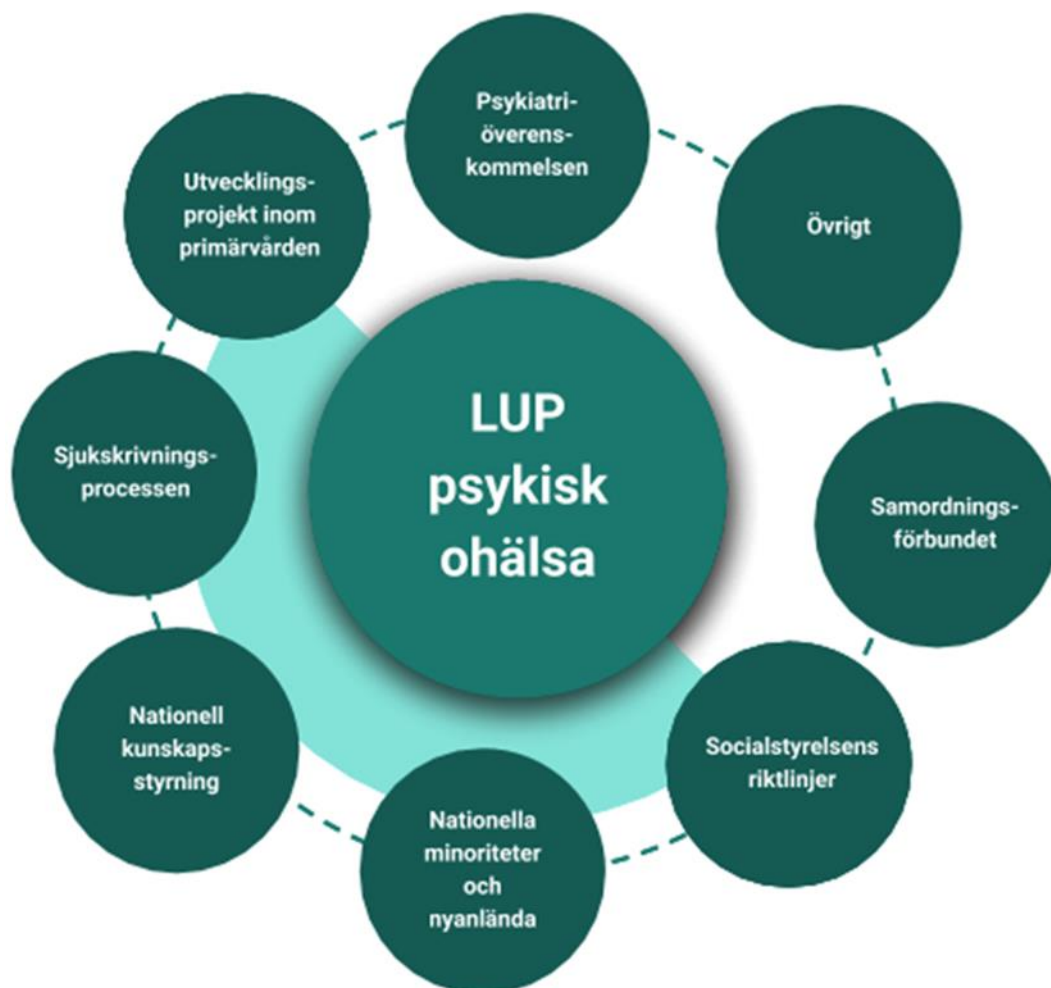 Psykiatri-
överens-
kommelsen
Övrigt
Samordnings-
förbundet
Socialstyrelsens
riktlinjer
Nationella
minoriteter
och
nyanlända
Nationell
kunskaps-
styrning
Sjukskrivnings-
processen
Utvecklings-
projekt inom
primärvården
LUP
psykisk
ohälsa